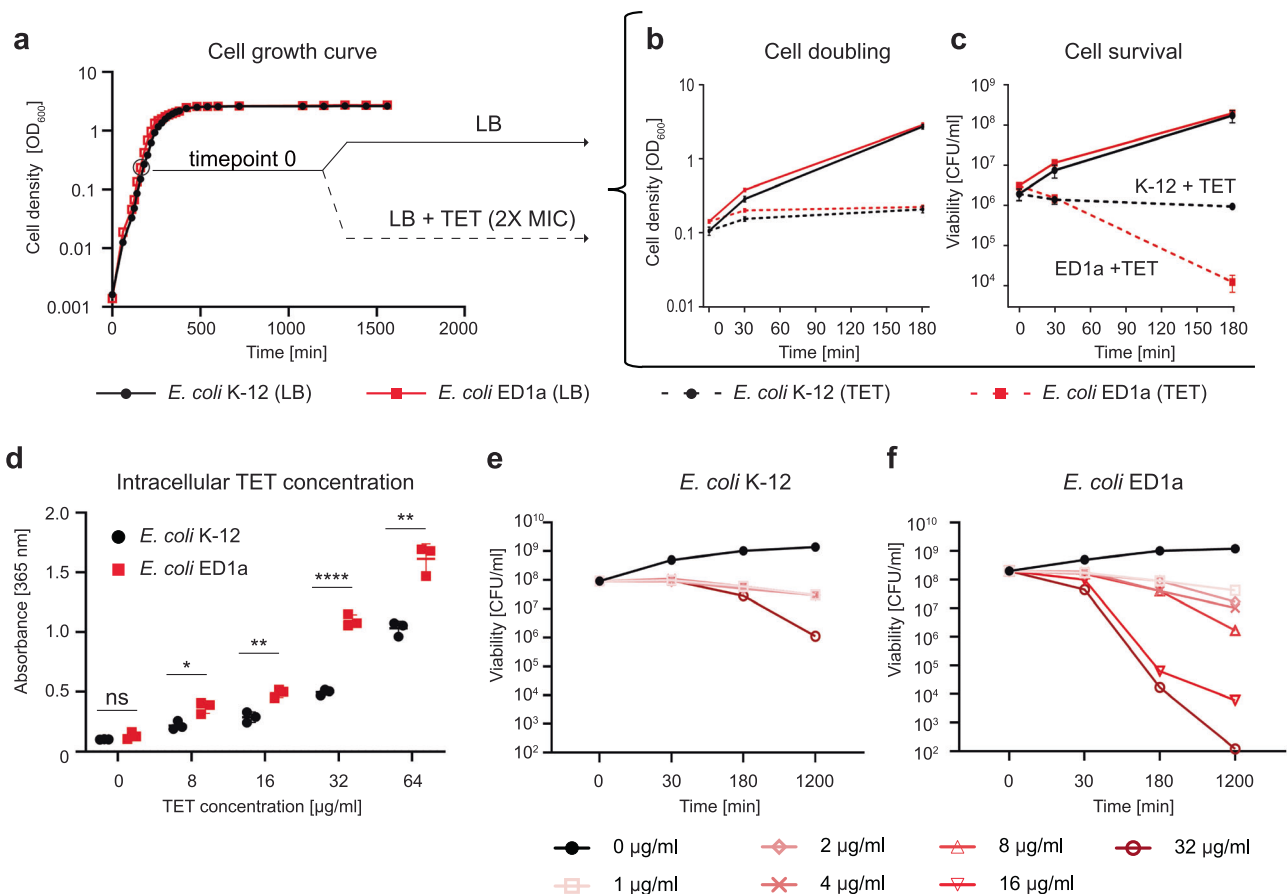 a
Cell growth curve
Cell density [OD600]
10
1
0.1
0.01
0.001
0
500
1000
1500
2000
Time [min]
timepoint 0
LB
LB + TET (2X MIC)
b
Cell doubling
Cell density [OD600]
10
1
0.1
0.01
0 30 60 90 120 150 180
Time [min]
c
Cell survival
Viability [CFU/ml]
10⁹
10⁸
10⁷
10⁶
10⁵
10⁴
K-12 + TET
ED1a +TET
0 30 60 90 120 150 180
Time [min]
E. coli K-12 (LB)
E. coli ED1a (LB)
E. coli K-12 (TET)
E. coli ED1a (TET)
d
Intracellular TET concentration
Absorbance [365 nm]
2.0
1.5
1.0
0.5
0
E. coli K-12
E. coli ED1a
ns
*
**
****
**
0 8 16 32 64
TET concentration [µg/ml]
e
E. coli K-12
Viability [CFU/ml]
10¹⁰
10⁹
10⁸
10⁷
10⁶
10⁵
10⁴
10³
10²
0 30 180 1200
Time [min]
f
E. coli ED1a
Viability [CFU/ml]
10¹⁰
10⁹
10⁸
10⁷
10⁶
10⁵
10⁴
10³
10²
0 30 180 1200
Time [min]
0 µg/ml
2 µg/ml
8 µg/ml
32 µg/ml
1 µg/ml
4 µg/ml
16 µg/ml